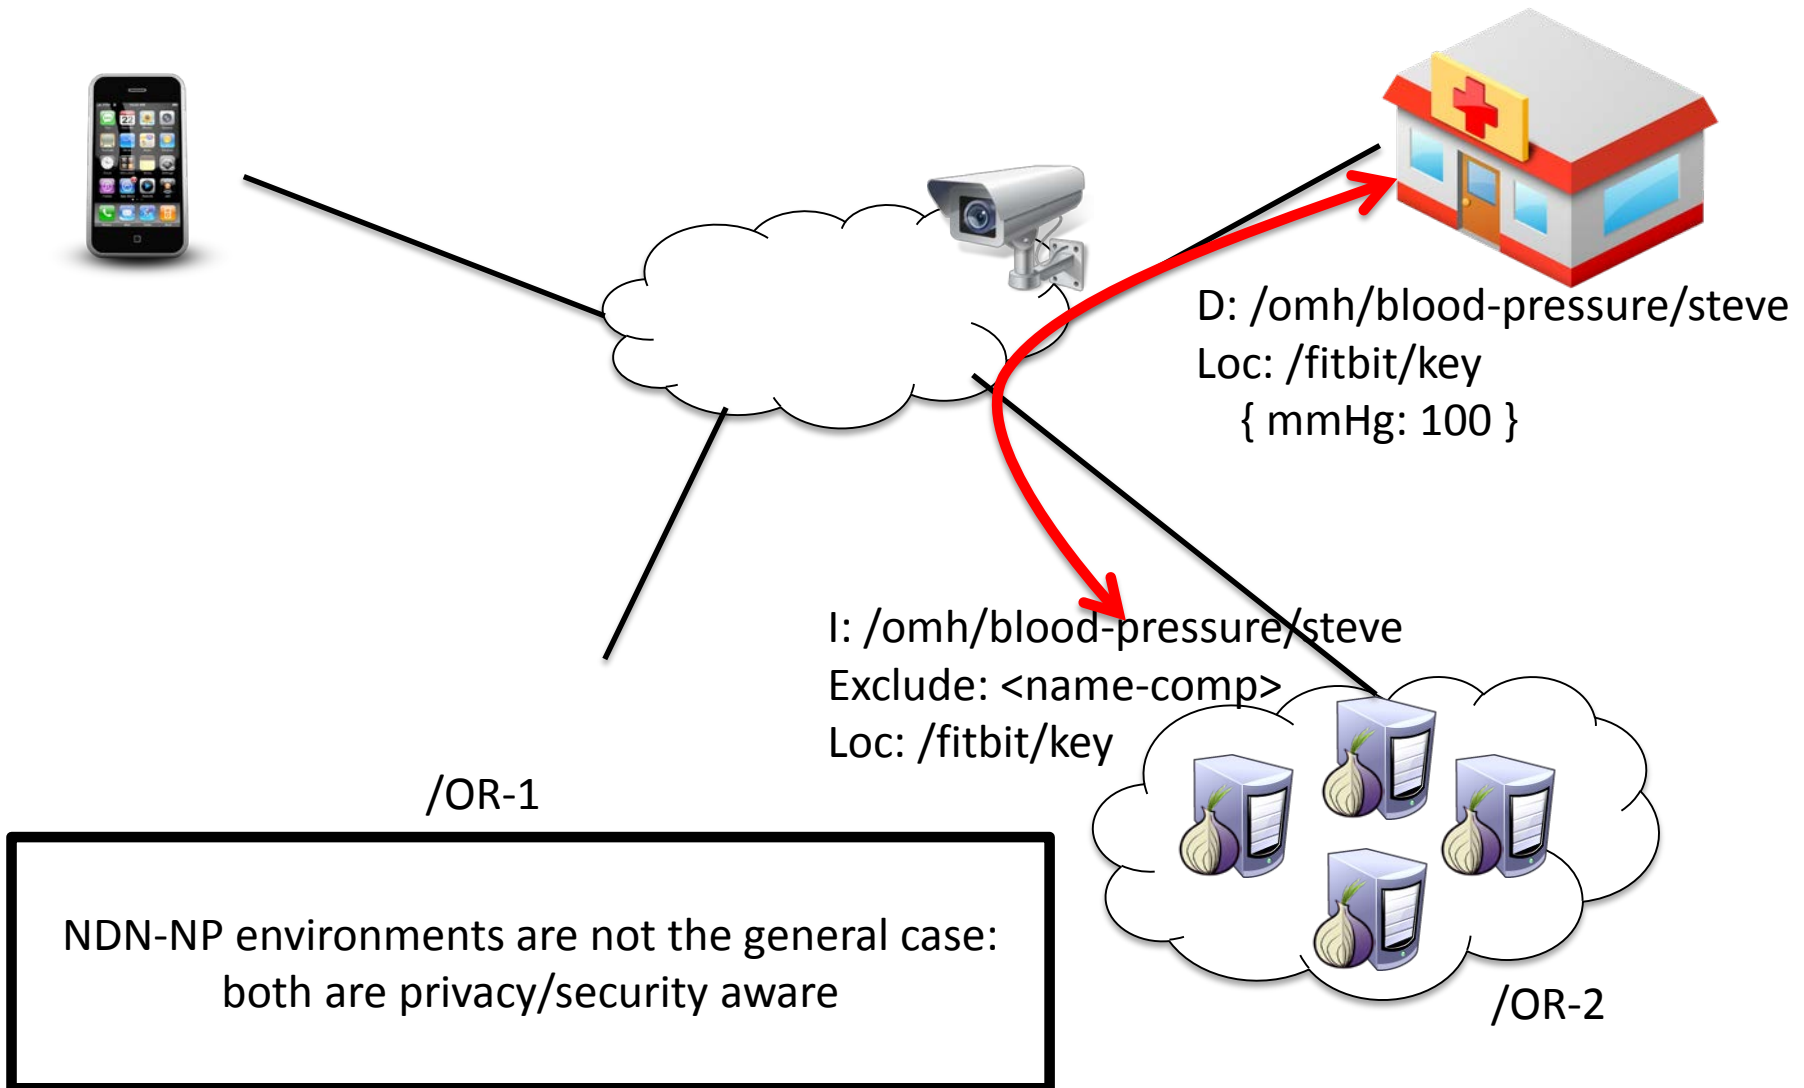 D: /omh/blood-pressure/steve
Loc: /fitbit/key
{ mmHg: 100 }
I: /omh/blood-pressure/steve
Exclude: <name-comp>
Loc: /fitbit/key
/OR-1
NDN-NP environments are not the general case:
both are privacy/security aware
/OR-2